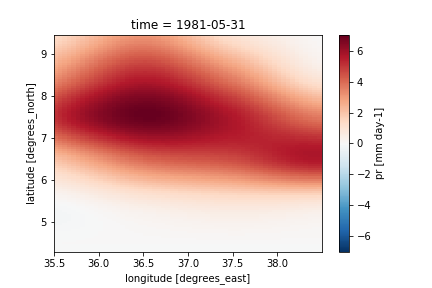 time = 1981-05-31
9
8
7
6
5
latitude [degrees_north]
35.5 36.0 36.5 37.0 37.5 38.0
longitude [degrees_east]
6
4
2
0
−2
−4
−6
pr [mm day-1]